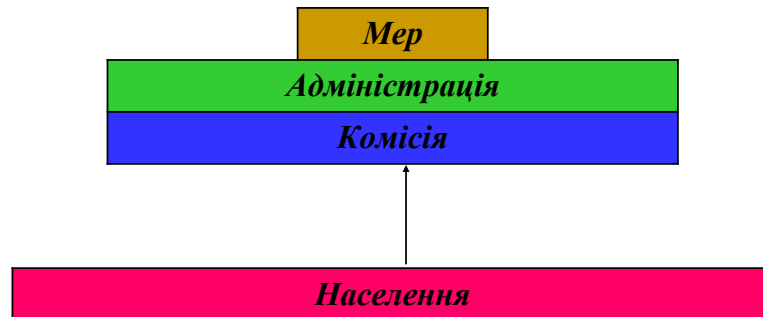 Мер
Адміністрація
Комісія
Населення